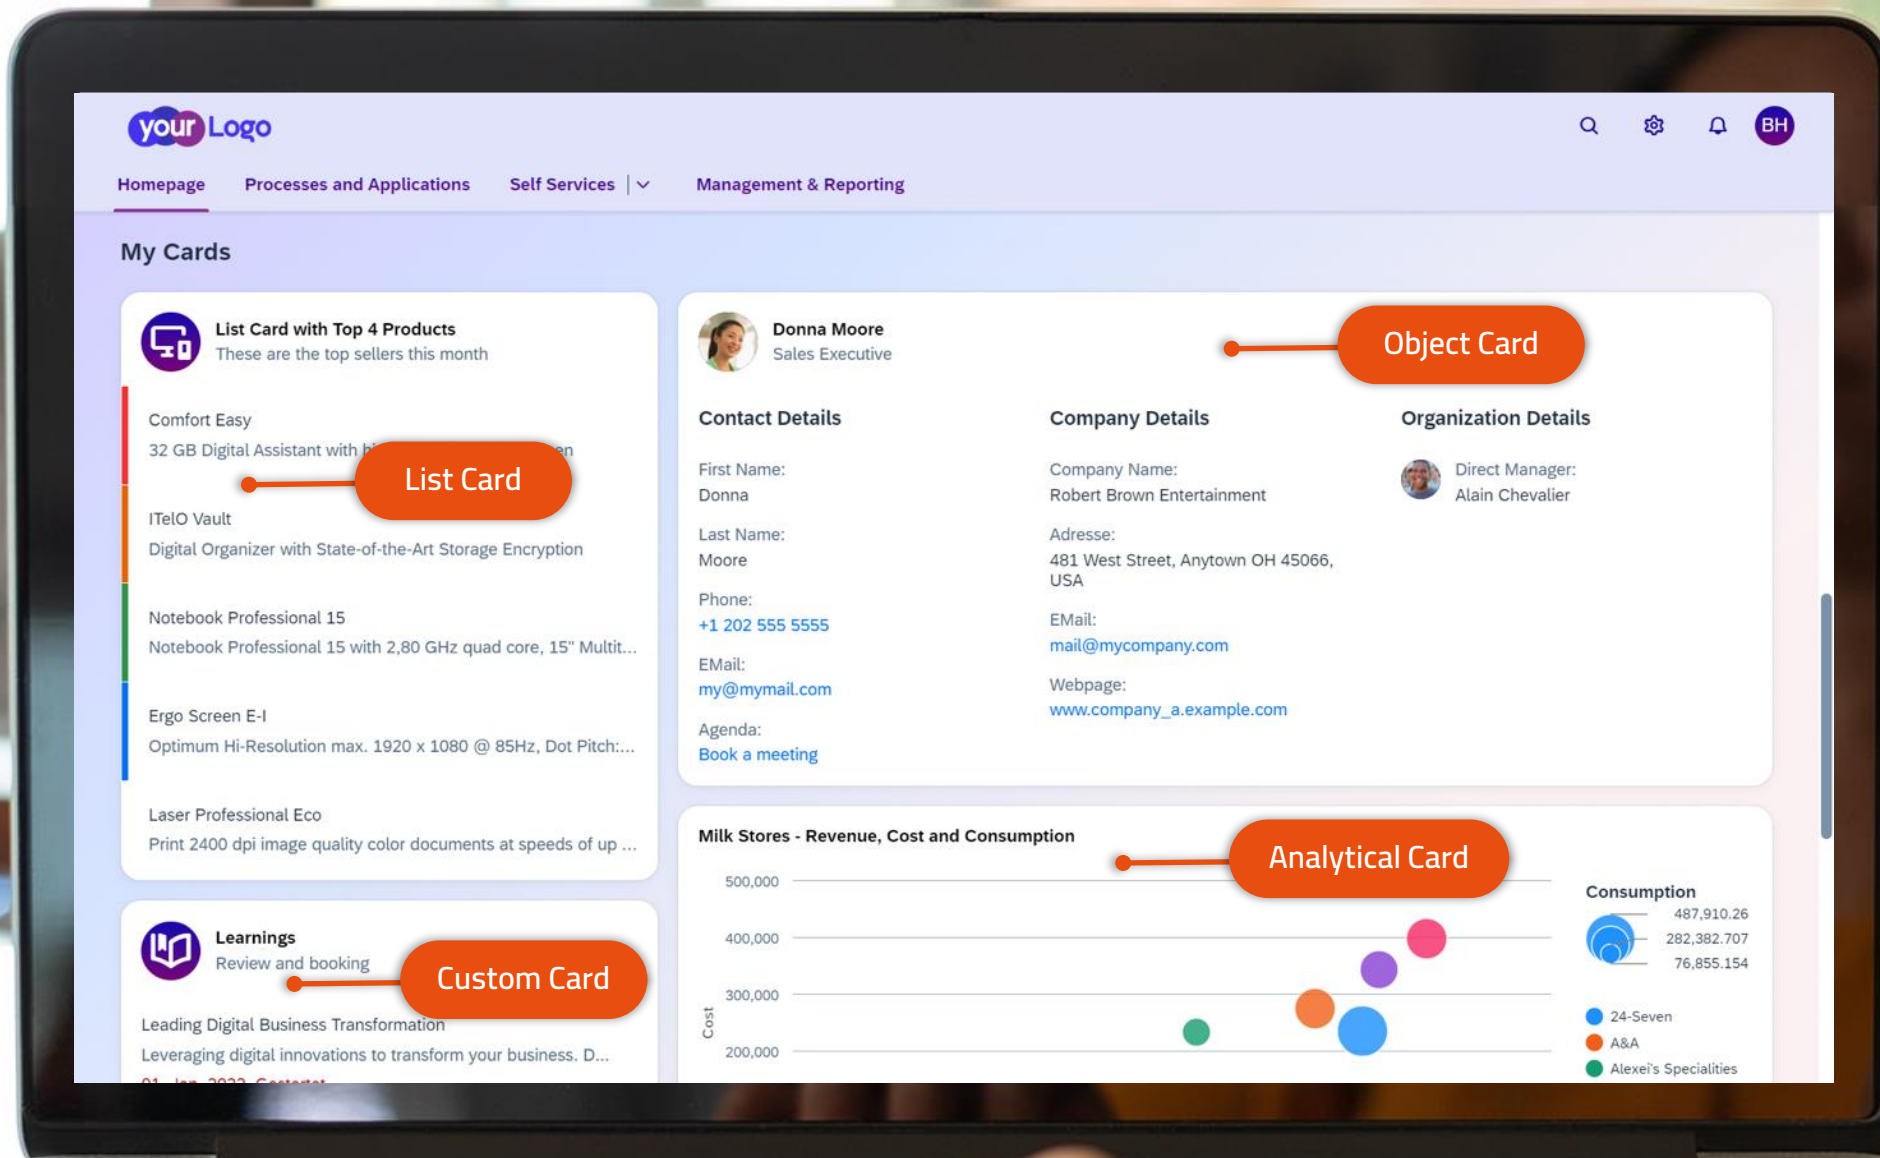 your Logo
BH
Homepage
Processes and Applications
Self Services
Management & Reporting
My Cards
List Card with Top 4 Products
These are the top sellers this month
Comfort Easy
32 GB Digital Assistant with
List Card
ITelO Vault
Digital Organizer with State-of-the-Art Storage Encryption
Notebook Professional 15
Notebook Professional 15 with 2,80 GHz quad core, 15" Multit...
Ergo Screen E-I
Optimum Hi-Resolution max. 1920 x 1080 @ 85Hz, Dot Pitch:...
Laser Professional Eco
Print 2400 dpi image quality color documents at speeds of up ...
Learnings
Review and booking
Custom Card
Leading Digital Business Transformation
Leveraging digital innovations to transform your business. D...
Donna Moore
Sales Executive
Object Card
Contact Details
First Name:
Donna
Last Name:
Moore
Phone:
+1 202 555 5555
EMail:
my@mymail.com
Agenda:
Book a meeting
Company Details
Company Name:
Robert Brown Entertainment
Adresse:
481 West Street, Anytown OH 45066,
USA
EMail:
mail@mycompany.com
Webpage:
www.company_a.example.com
Organization Details
Direct Manager:
Alain Chevalier
Milk Stores - Revenue, Cost and Consumption
Analytical Card
500,000
400,000
300,000
200,000
Cost
Consumption
487,910.26
282,382.707
76,855.154
24-Seven
A&A
Alexei's Specialities